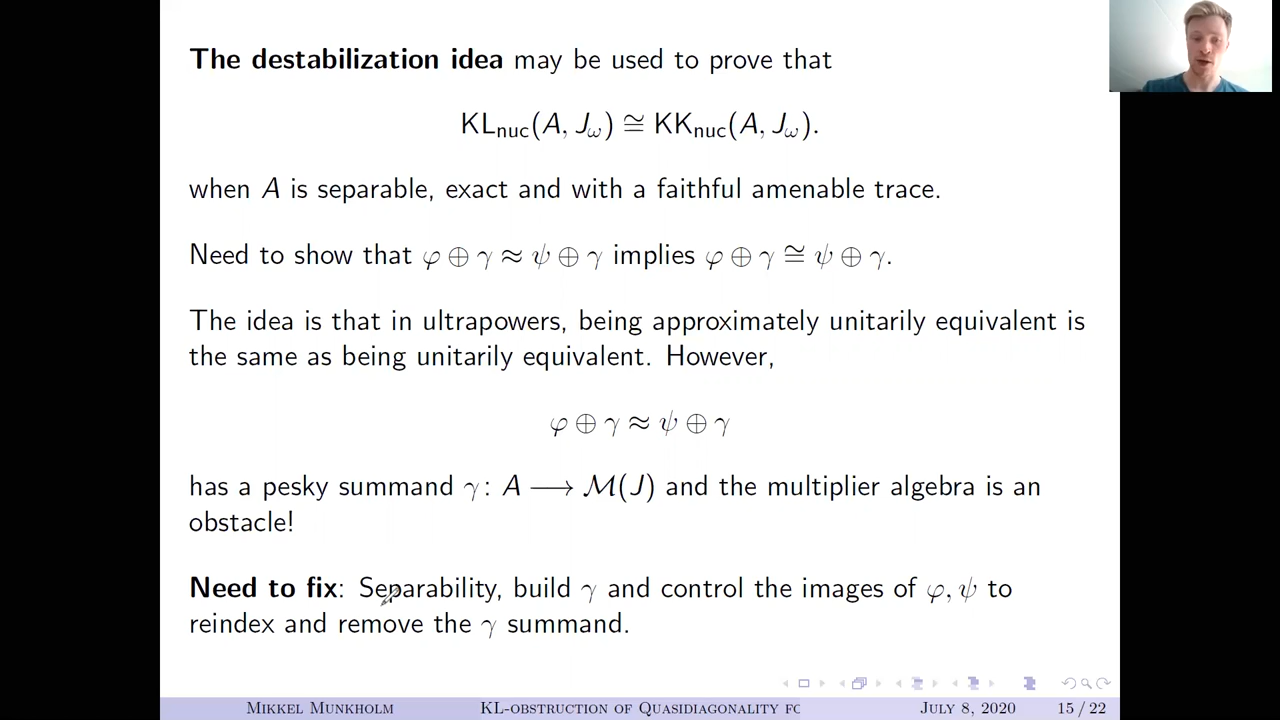 The destabilization idea may be used to prove that
KL_nuc(A, J_ω) ≅ KK_nuc(A, J_ω).
when A is separable, exact and with a faithful amenable trace.
Need to show that φ ⊕ γ ≈ ψ ⊕ γ implies φ ⊕ γ ≅ ψ ⊕ γ.
The idea is that in ultrapowers, being approximately unitarily equivalent is
the same as being unitarily equivalent. However,
φ ⊕ γ ≈ ψ ⊕ γ
has a pesky summand γ: A ⟶ ℳ(J) and the multiplier algebra is an
obstacle!
Need to fix: Separability, build γ and control the images of φ, ψ to
reindex and remove the γ summand.
Mikkel Munkholm KL-obstruction of Quasidiagonality fo July 8, 2020 15 / 22